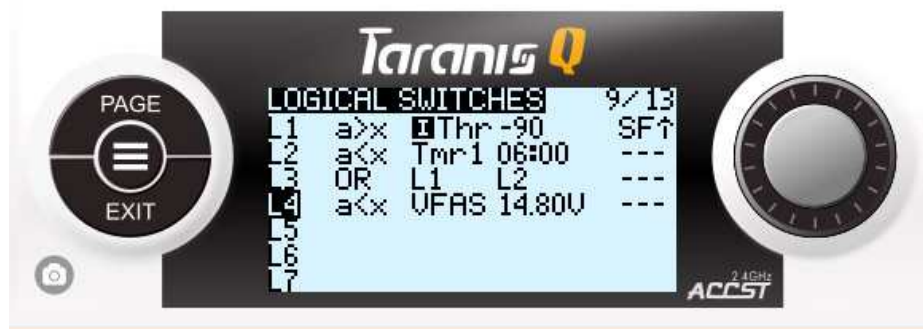 Taranis Q
PAGE
EXIT
LOGICAL SWITCHES 9/13
L1 a>x IThr -90 SF↑
L2 a<x Tmr1 06:00 ---
L3 OR L1 L2 ---
L4 a<x VFAS 14.80V ---
L5
L6
L7
2.4GHz
ACCST